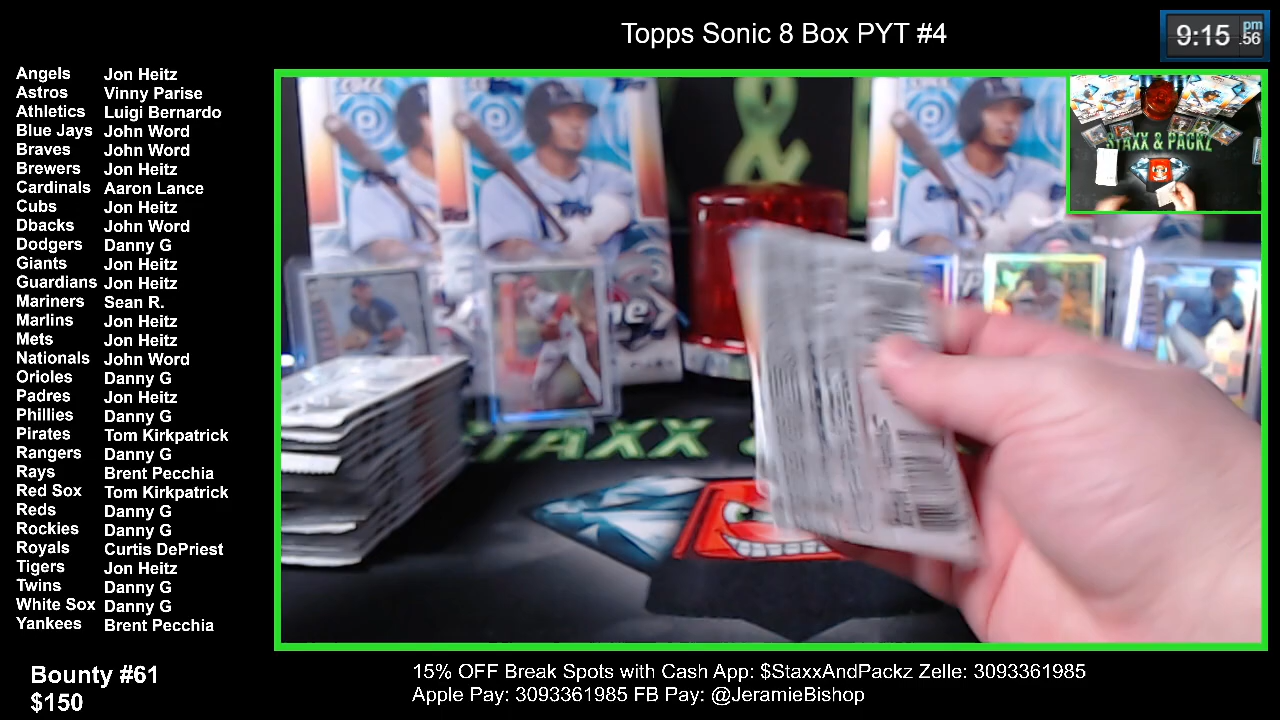 Topps Sonic 8 Box PYT #4
9:15 pm .56
Angels Jon Heitz
Astros Vinny Parise
Athletics Luigi Bernardo
Blue Jays John Word
Braves John Word
Brewers Jon Heitz
Cardinals Aaron Lance
Cubs Jon Heitz
Dbacks John Word
Dodgers Danny G
Giants Jon Heitz
Guardians Jon Heitz
Mariners Sean R.
Marlins Jon Heitz
Mets Jon Heitz
Nationals John Word
Orioles Danny G
Padres Jon Heitz
Phillies Danny G
Pirates Tom Kirkpatrick
Rangers Danny G
Rays Brent Pecchia
Red Sox Tom Kirkpatrick
Reds Danny G
Rockies Danny G
Royals Curtis DePriest
Tigers Jon Heitz
Twins Danny G
White Sox Danny G
Yankees Brent Pecchia
STAXX & PACKZ
TAXX &
Bounty #61
$150
15% OFF Break Spots with Cash App: $StaxxAndPackz Zelle: 3093361985
Apple Pay: 3093361985 FB Pay: @JeramieBishop